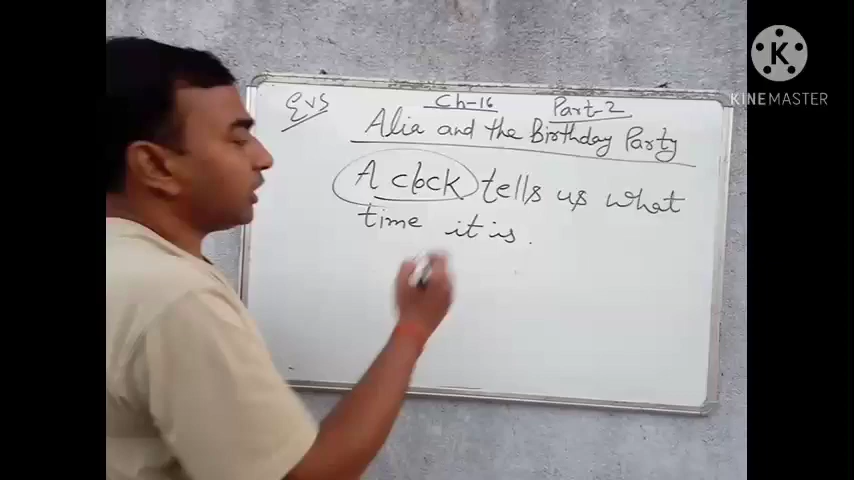 Evs
Ch-16 Part-2
Alia and the Birthday Party
A clock tells us what
time it is.
K
KINEMASTER